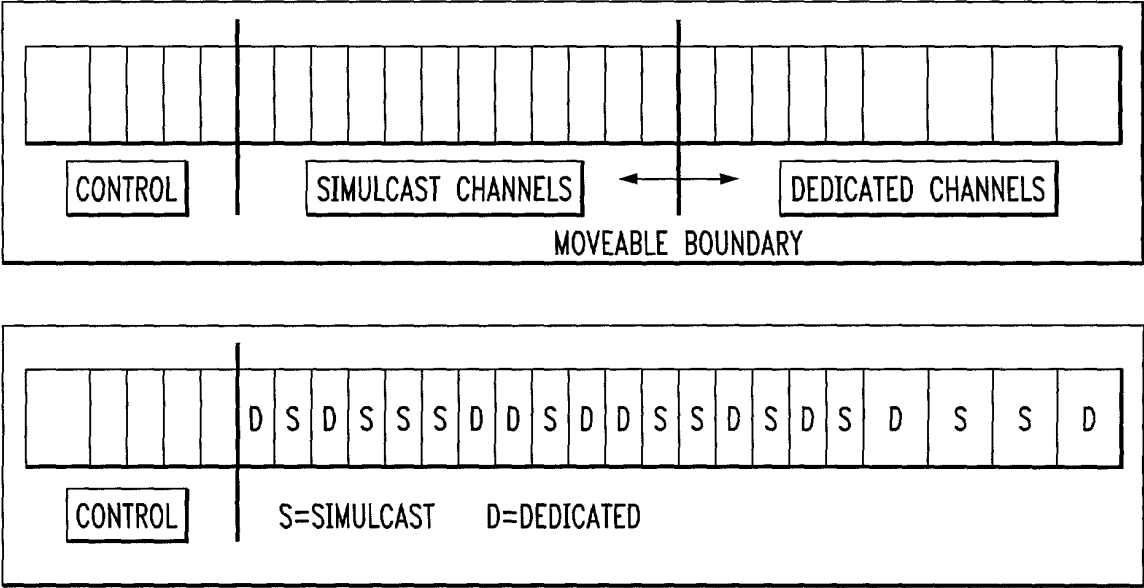 CONTROL SIMULCAST CHANNELS DEDICATED CHANNELS
MOVEABLE BOUNDARY
D S D S S S D D S D D S S D S D S D S S D
CONTROL S=SIMULCAST D=DEDICATED